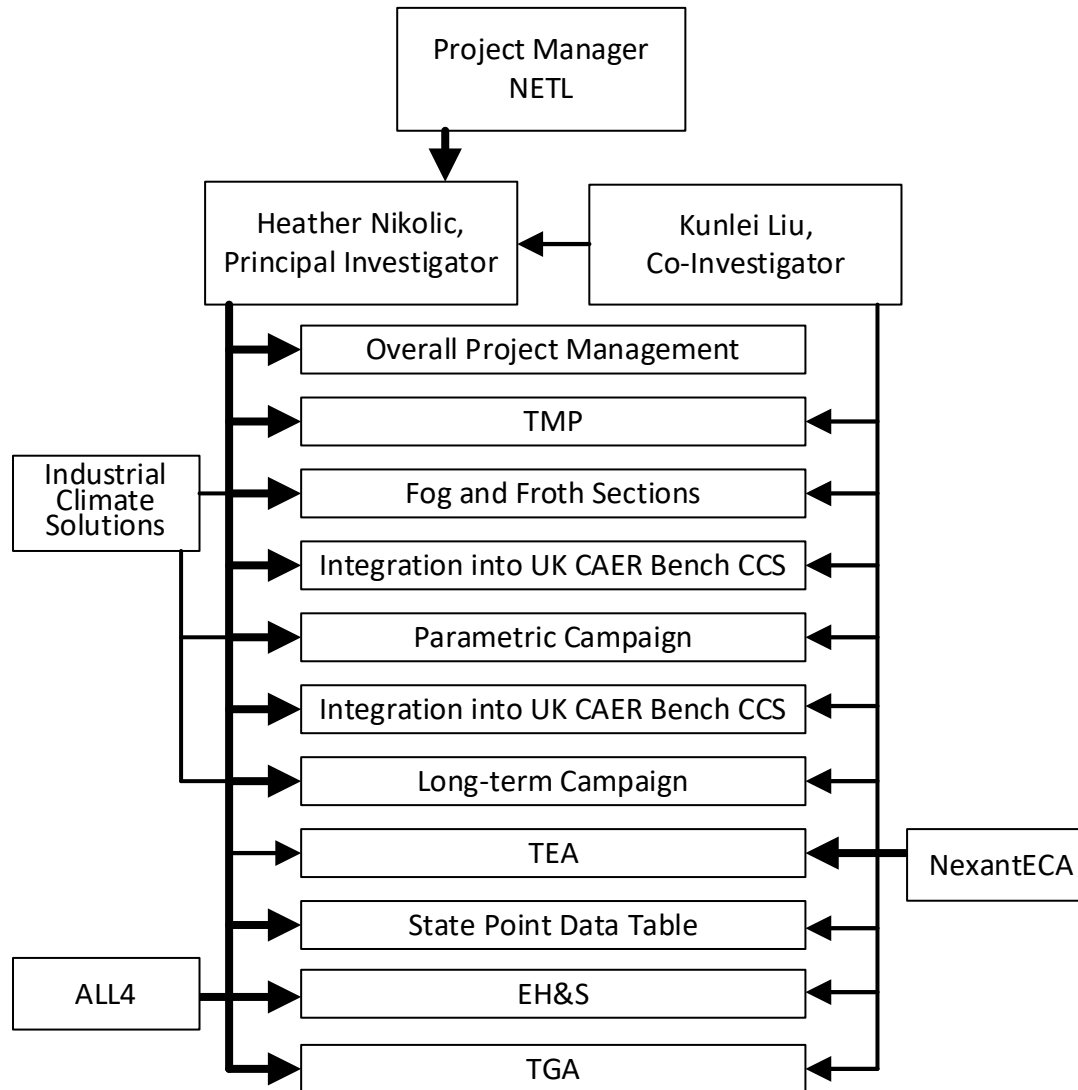 Project Manager
NETL
Heather Nikolic,
Principal Investigator
Kunlei Liu,
Co-Investigator
Overall Project Management
TMP
Industrial
Climate
Solutions
Fog and Froth Sections
Integration into UK CAER Bench CCS
Parametric Campaign
Integration into UK CAER Bench CCS
Long-term Campaign
TEA
NexantECA
State Point Data Table
ALL4
EH&S
TGA